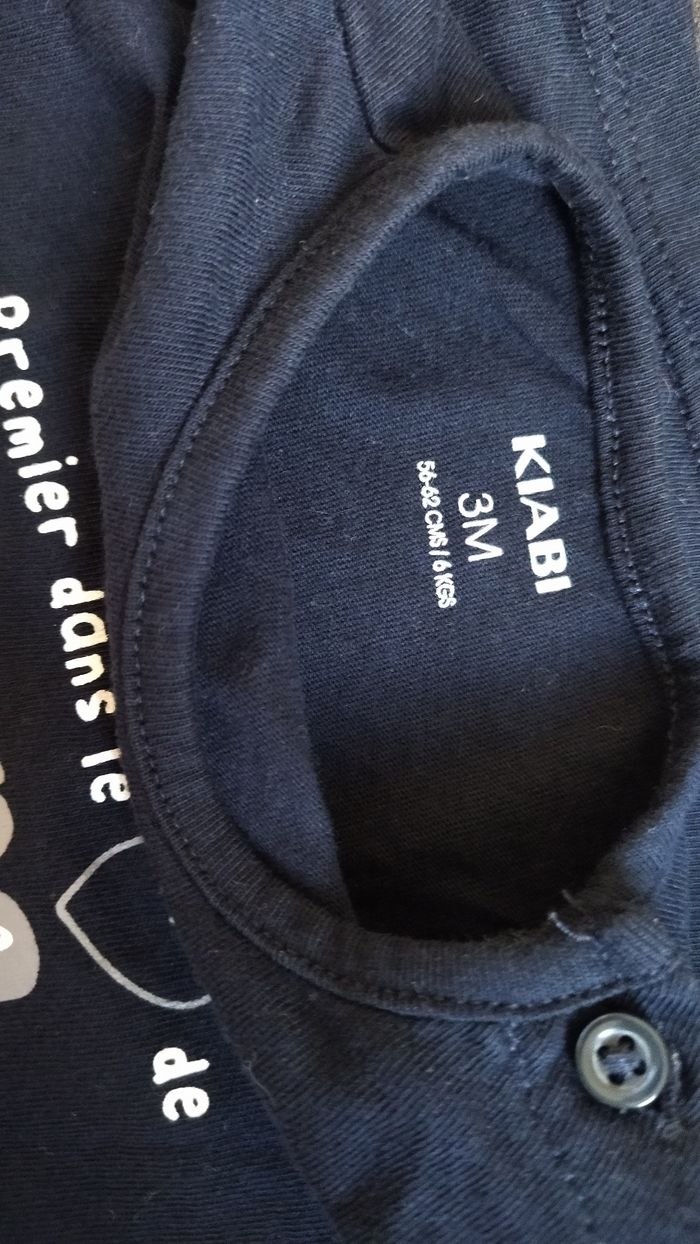 KIABI
3M
56-62 CMS / 6 KGS
Premier dans le
de